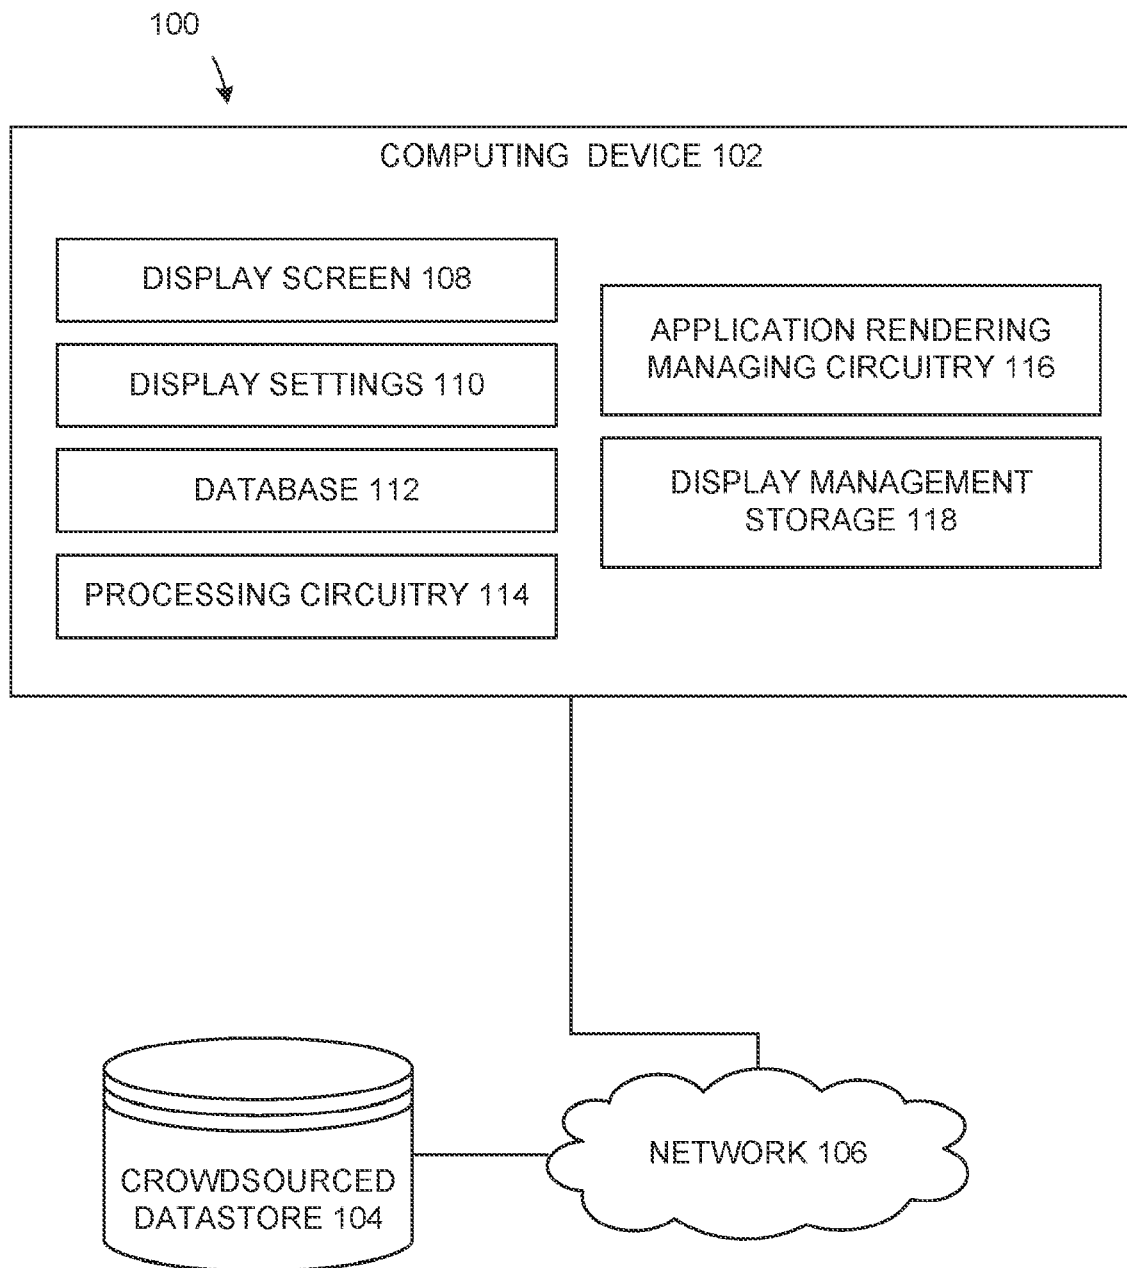 100
COMPUTING DEVICE 102
DISPLAY SCREEN 108
DISPLAY SETTINGS 110
DATABASE 112
PROCESSING CIRCUITRY 114
APPLICATION RENDERING
MANAGING CIRCUITRY 116
DISPLAY MANAGEMENT
STORAGE 118
CROWDSOURCED
DATASTORE 104
NETWORK 106